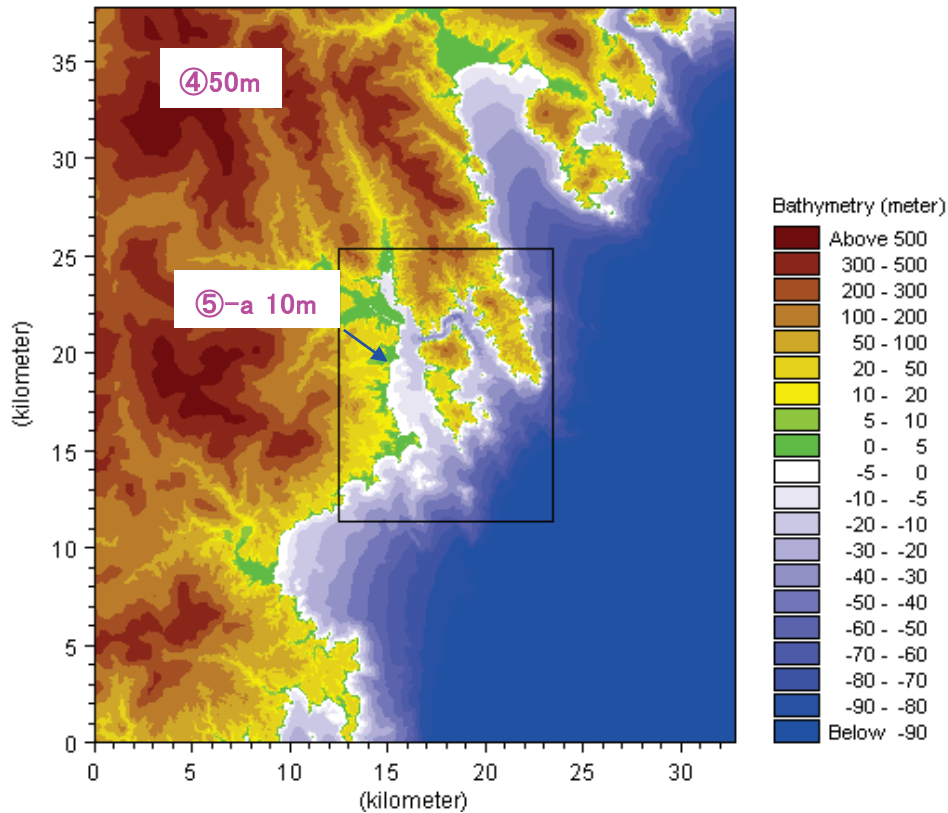 ④50m
⑤-a 10m
35
30
25
20
15
10
5
0
(kilometer)
0 5 10 15 20 25 30
(kilometer)
Bathymetry (meter)
Above 500
300 - 500
200 - 300
100 - 200
50 - 100
20 - 50
10 - 20
5 - 10
0 - 5
-5 - 0
-10 - -5
-20 - -10
-30 - -20
-40 - -30
-50 - -40
-60 - -50
-70 - -60
-80 - -70
-90 - -80
Below -90